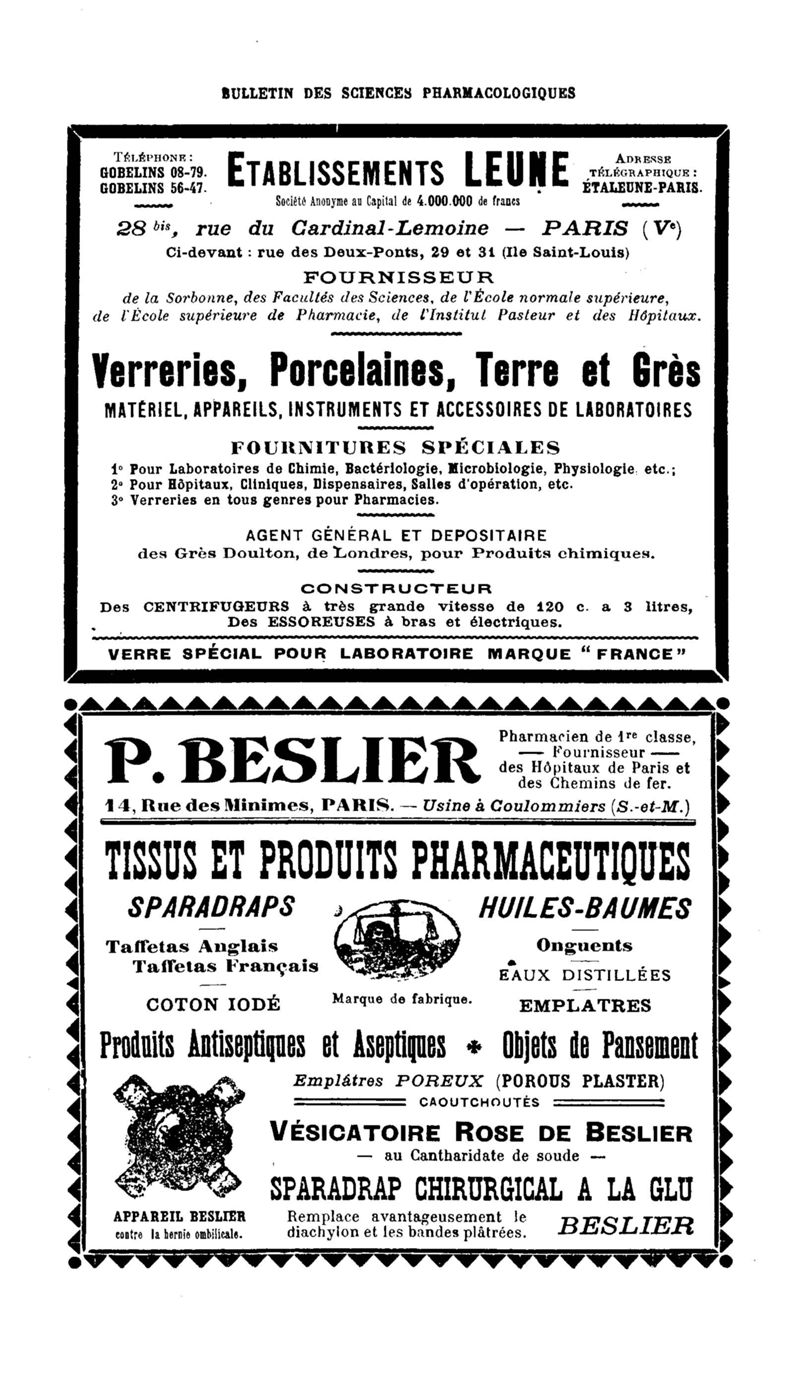 BULLETIN DES SCIENCES PHARMACOLOGIQUES
TÉLÉPHONE :
GOBELINS 08-79.
GOBELINS 56-47.
ETABLISSEMENTS LEUNE
Société Anonyme au Capital de 4.000.000 de francs
ADRESSE
TÉLÉGRAPHIQUE :
ÉTALEUNE-PARIS.
28 bis, rue du Cardinal-Lemoine — PARIS (Ve)
Ci-devant : rue des Deux-Ponts, 29 et 31 (Ile Saint-Louis)
FOURNISSEUR
de la Sorbonne, des Facultés des Sciences, de l'École normale supérieure,
de l'École supérieure de Pharmacie, de l'Institut Pasteur et des Hôpitaux.
Verreries, Porcelaines, Terre et Grès
MATÉRIEL, APPAREILS, INSTRUMENTS ET ACCESSOIRES DE LABORATOIRES
FOURNITURES SPÉCIALES
1° Pour Laboratoires de Chimie, Bactériologie, Microbiologie, Physiologie etc.;
2° Pour Hôpitaux, Cliniques, Dispensaires, Salles d'opération, etc.
3° Verreries en tous genres pour Pharmacies.
AGENT GÉNÉRAL ET DEPOSITAIRE
des Grès Doulton, de Londres, pour Produits chimiques.
CONSTRUCTEUR
Des CENTRIFUGEURS à très grande vitesse de 120 c. a 3 litres,
Des ESSOREUSES à bras et électriques.
VERRE SPÉCIAL POUR LABORATOIRE MARQUE “ FRANCE ”
P. BESLIER
Pharmacien de 1re classe,
— Fournisseur —
des Hôpitaux de Paris et
des Chemins de fer.
14, Rue des Minimes, PARIS. — Usine à Coulommiers (S.-et-M.)
TISSUS ET PRODUITS PHARMACEUTIQUES
SPARADRAPS
Taffetas Anglais
Taffetas Français
COTON IODÉ
Marque de fabrique.
HUILES-BAUMES
Onguents
EAUX DISTILLÉES
EMPLATRES
Produits Antiseptiques et Aseptiques ✱ Objets de Pansement
Emplâtres POREUX (POROUS PLASTER)
CAOUTCHOUTÉS
VÉSICATOIRE ROSE DE BESLIER
— au Cantharidate de soude —
SPARADRAP CHIRURGICAL A LA GLU
APPAREIL BESLIER
contre la hernie ombilicale.
Remplace avantageusement le
diachylon et les bandes plâtrées.
BESLIER